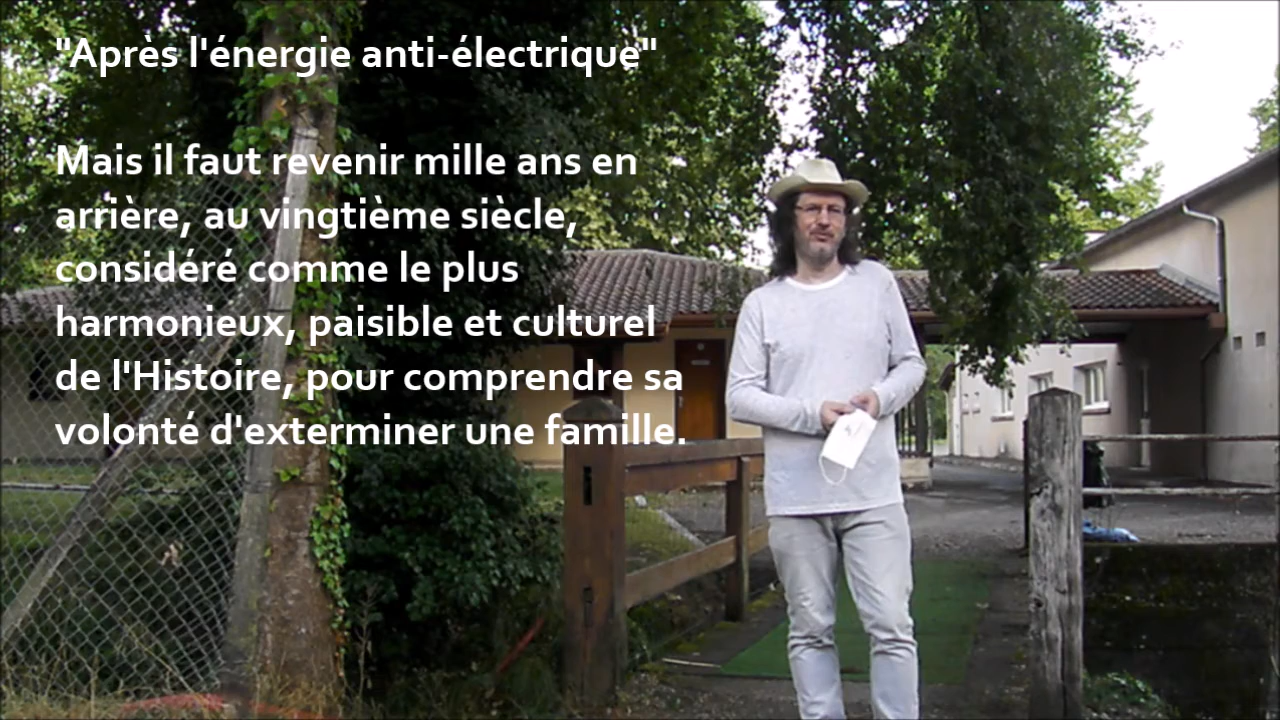 "Après l'énergie anti-électrique"
Mais il faut revenir mille ans en
arrière, au vingtième siècle,
considéré comme le plus
harmonieux, paisible et culturel
de l'Histoire, pour comprendre sa
volonté d'exterminer une famille.